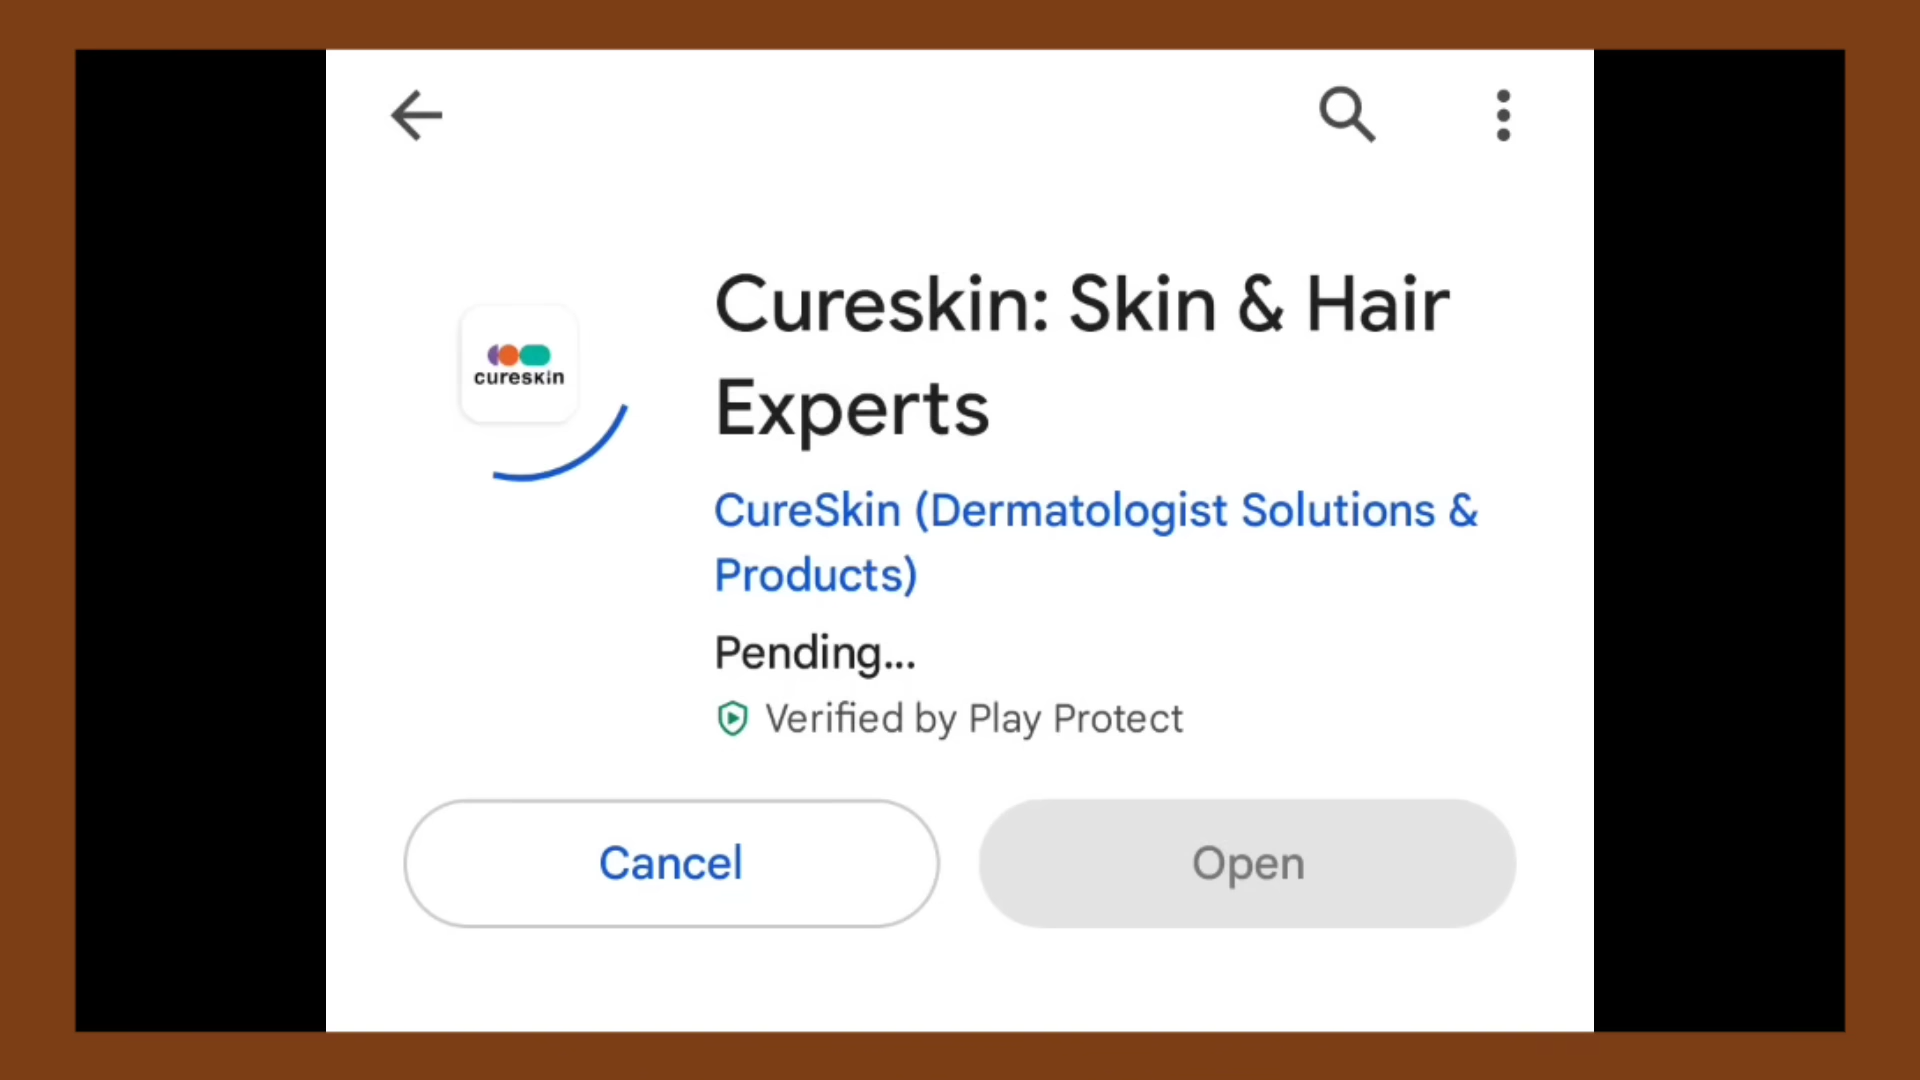 Cureskin: Skin & Hair
Experts
cureskin
CureSkin (Dermatologist Solutions &
Products)
Pending...
Verified by Play Protect
Cancel
Open